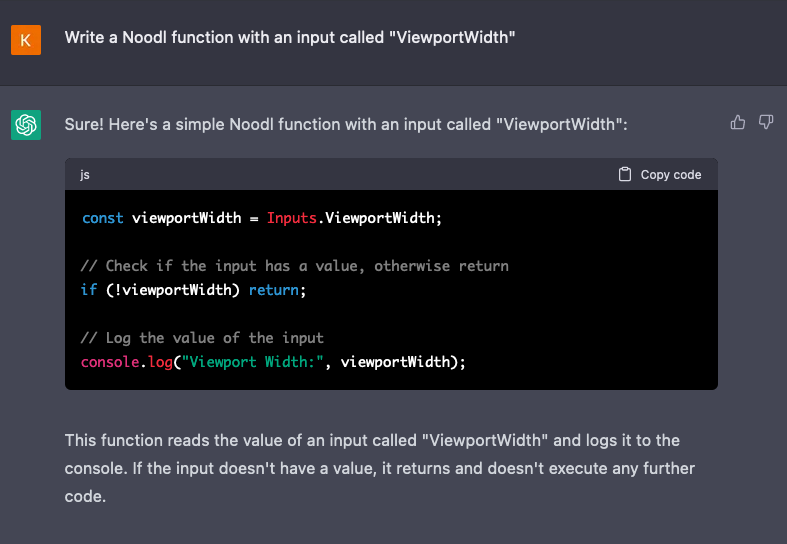 K
Write a Noodl function with an input called "ViewportWidth"
Sure! Here's a simple Noodl function with an input called "ViewportWidth":
js
Copy code
const viewportWidth = Inputs.ViewportWidth;
// Check if the input has a value, otherwise return
if (!viewportWidth) return;
// Log the value of the input
console.log("Viewport Width:", viewportWidth);
This function reads the value of an input called "ViewportWidth" and logs it to the
console. If the input doesn't have a value, it returns and doesn't execute any further
code.